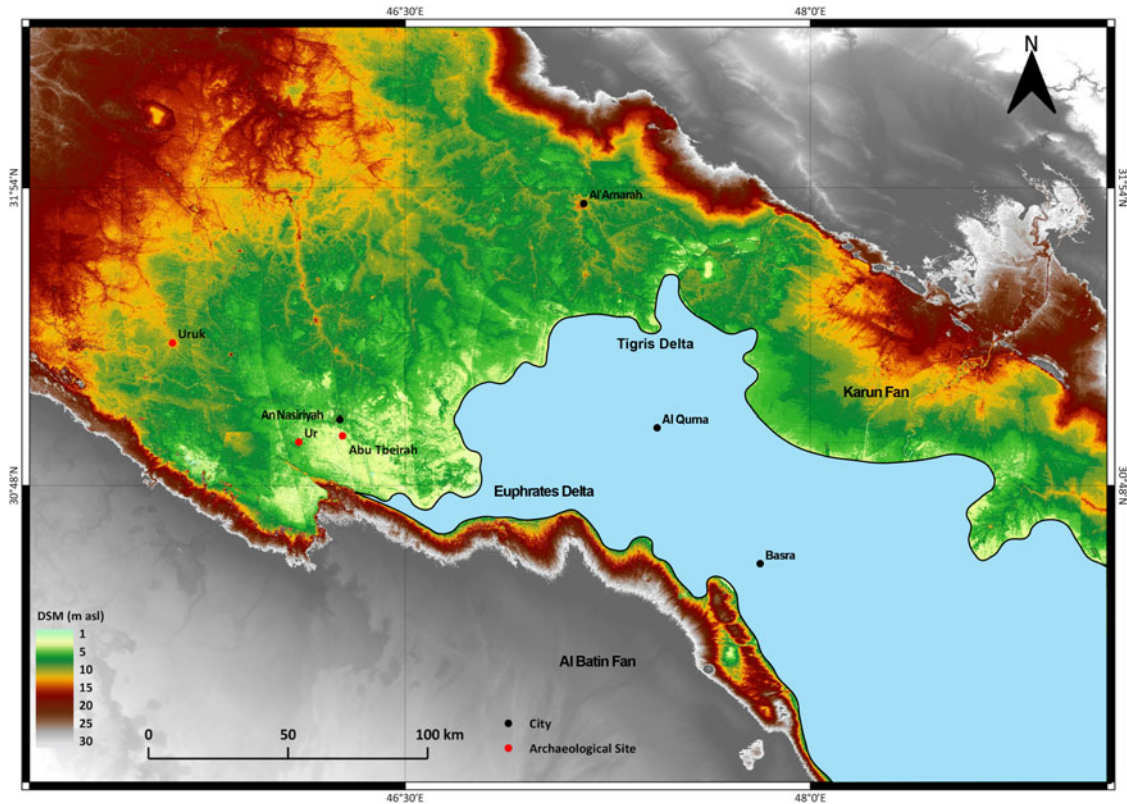 46°30'E
48°0'E
N
31°54'N
31°54'N
Al'Amarah
Uruk
Tigris Delta
Karun Fan
An Nasiriyah
Al Qurna
Ur
Abu Tbeirah
30°48'N
30°48'N
Euphrates Delta
Basra
DSM (m asl)
1
5
10
15
20
25
30
Al Batin Fan
0
50
100 km
City
Archaeological Site
46°30'E
48°0'E